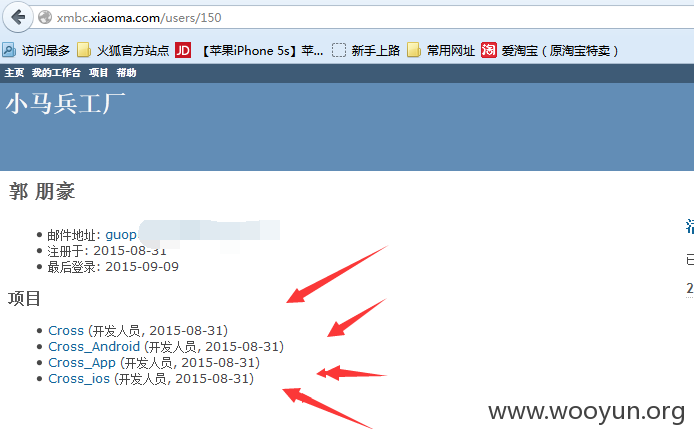 xmbc.xiaoma.com/users/150
访问最多 火狐官方站点 JD 【苹果iPhone 5s】苹... 新手上路 常用网址 淘 爱淘宝（原淘宝特卖）
主页 我的工作台 项目 帮助
小马兵工厂
郭 朋豪
邮件地址: guop
注册于: 2015-08-31
最后登录: 2015-09-09
项目
Cross (开发人员, 2015-08-31)
Cross_Android (开发人员, 2015-08-31)
Cross_App (开发人员, 2015-08-31)
Cross_ios (开发人员, 2015-08-31)
www.wooyun.org